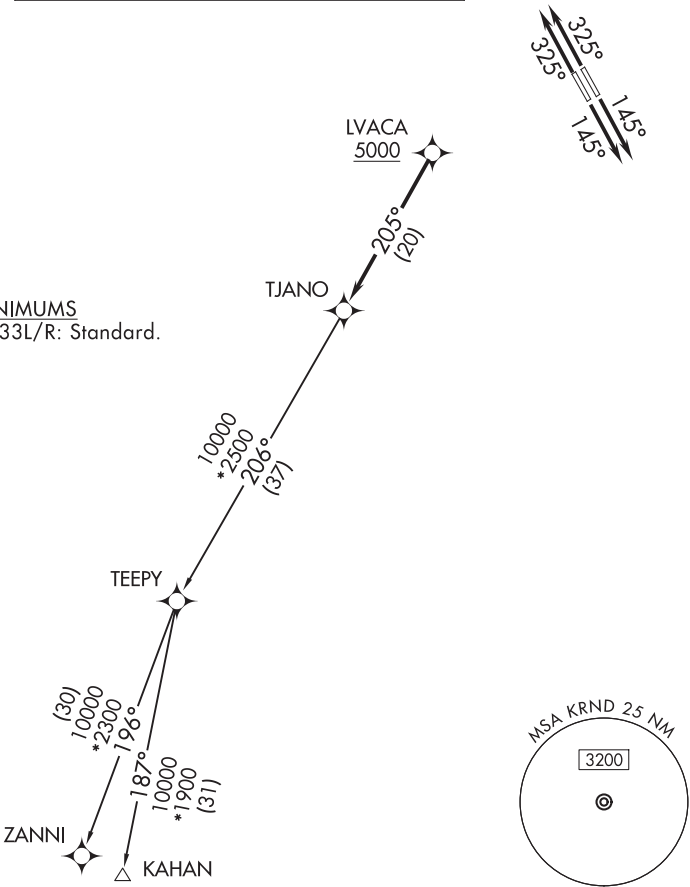 325°
325°
145°
145°
LVACA
5000
205°
(20)
TJANO
NIMUMS
33L/R: Standard.
10000
*2500
206°
(37)
TEEPY
(30)
10000
*2300
196°
187°
10000
*1900
(31)
ZANNI
KAHAN
MSA KRND 25 NM
3200